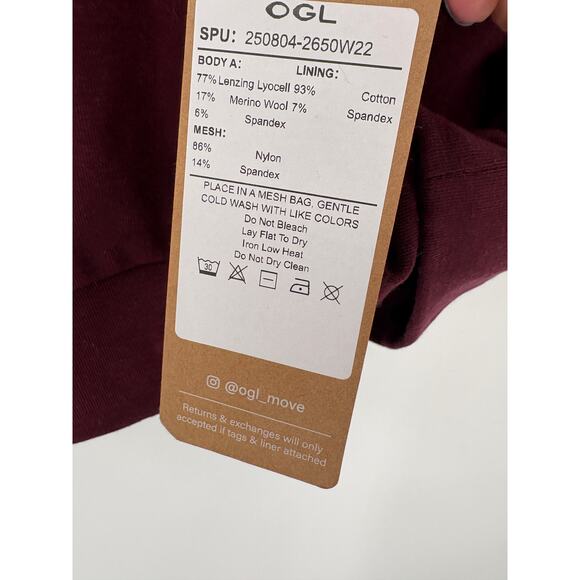 OGL
SPU: 250804-2650W22
BODY A: LINING:
77% Lenzing Lyocell 93% Cotton
17% Merino Wool 7% Spandex
6% Spandex
MESH:
86% Nylon
14% Spandex
PLACE IN A MESH BAG, GENTLE
COLD WASH WITH LIKE COLORS
Do Not Bleach
Lay Flat To Dry
Iron Low Heat
Do Not Dry Clean
30
@ogl_move
Returns & exchanges will only
accepted if tags & liner attached